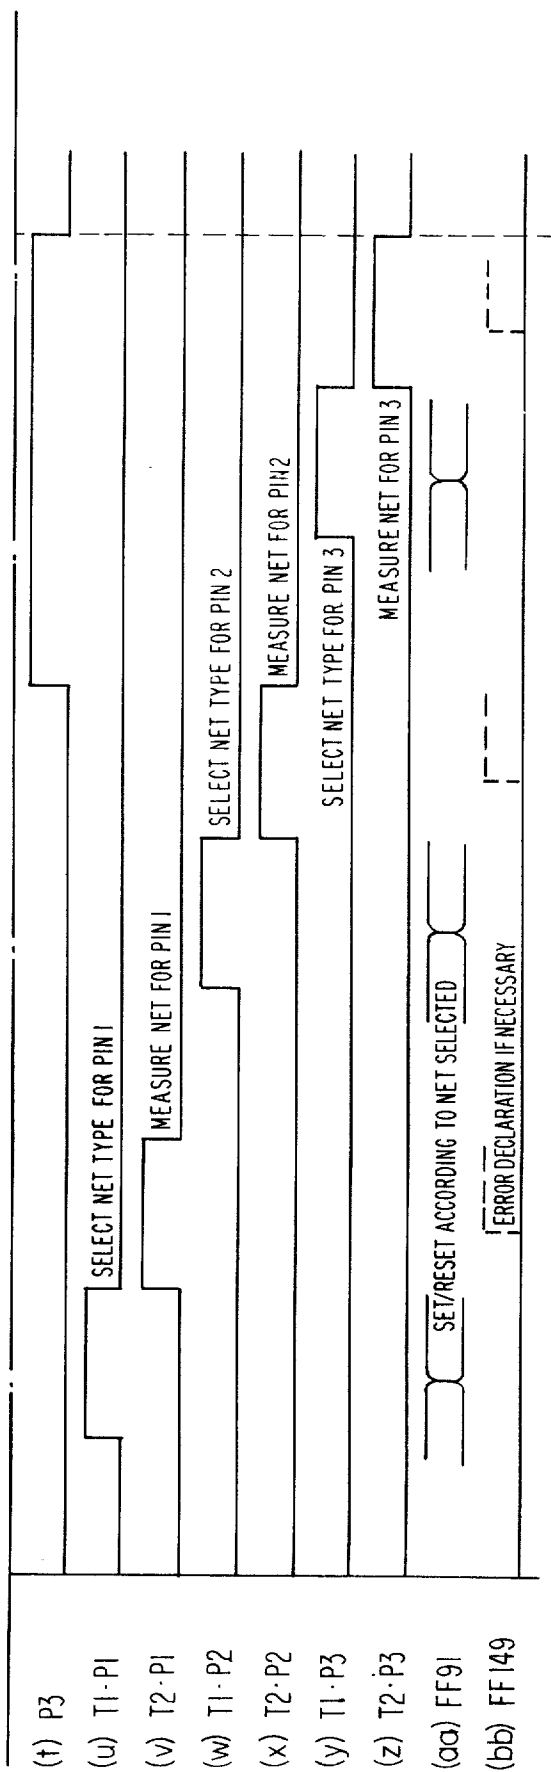 (t) P3
(u) T1·P1
SELECT NET TYPE FOR PIN 1
(v) T2·P1
MEASURE NET FOR PIN 1
(w) T1·P2
SELECT NET TYPE FOR PIN 2
(x) T2·P2
MEASURE NET FOR PIN 2
(y) T1·P3
SELECT NET TYPE FOR PIN 3
(z) T2·P3
MEASURE NET FOR PIN 3
(aa) FF91
SET/RESET ACCORDING TO NET SELECTED
(bb) FF149
ERROR DECLARATION IF NECESSARY